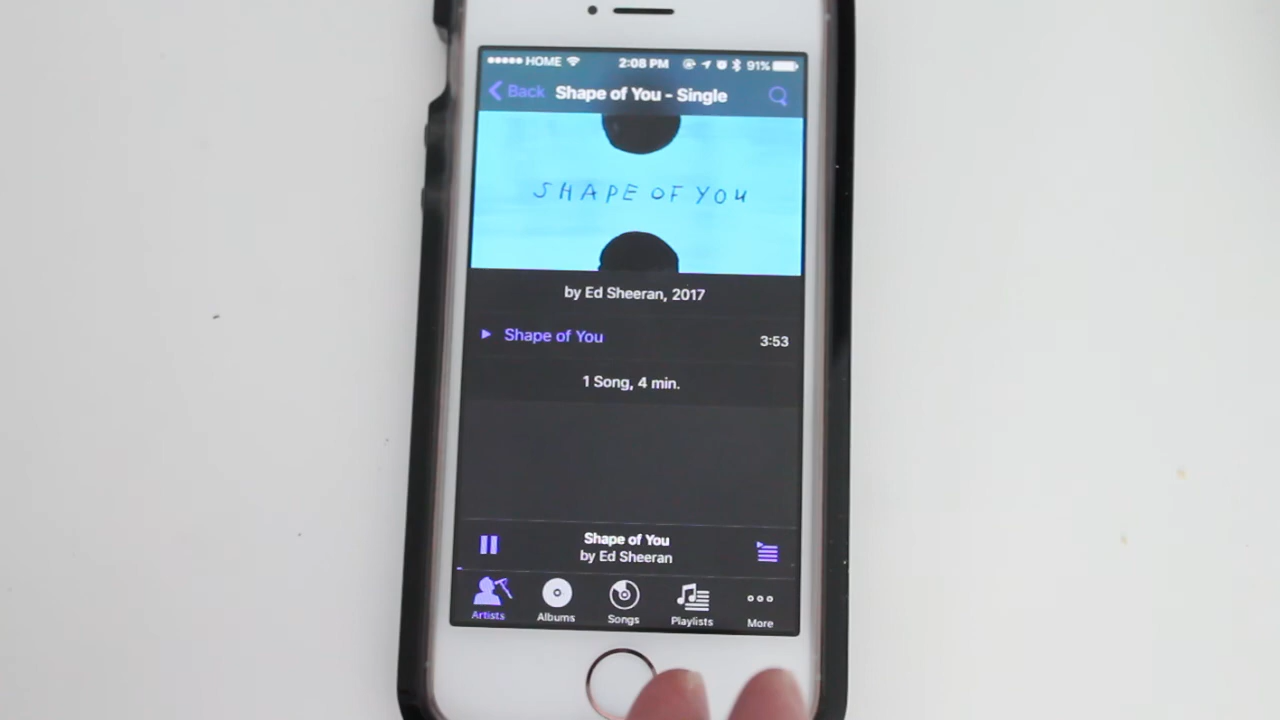 HOME 2:08 PM 91%
Back Shape of You - Single
SHAPE OF YOU
by Ed Sheeran, 2017
Shape of You 3:53
1 Song, 4 min.
Shape of You
by Ed Sheeran
Artists Albums Songs Playlists More